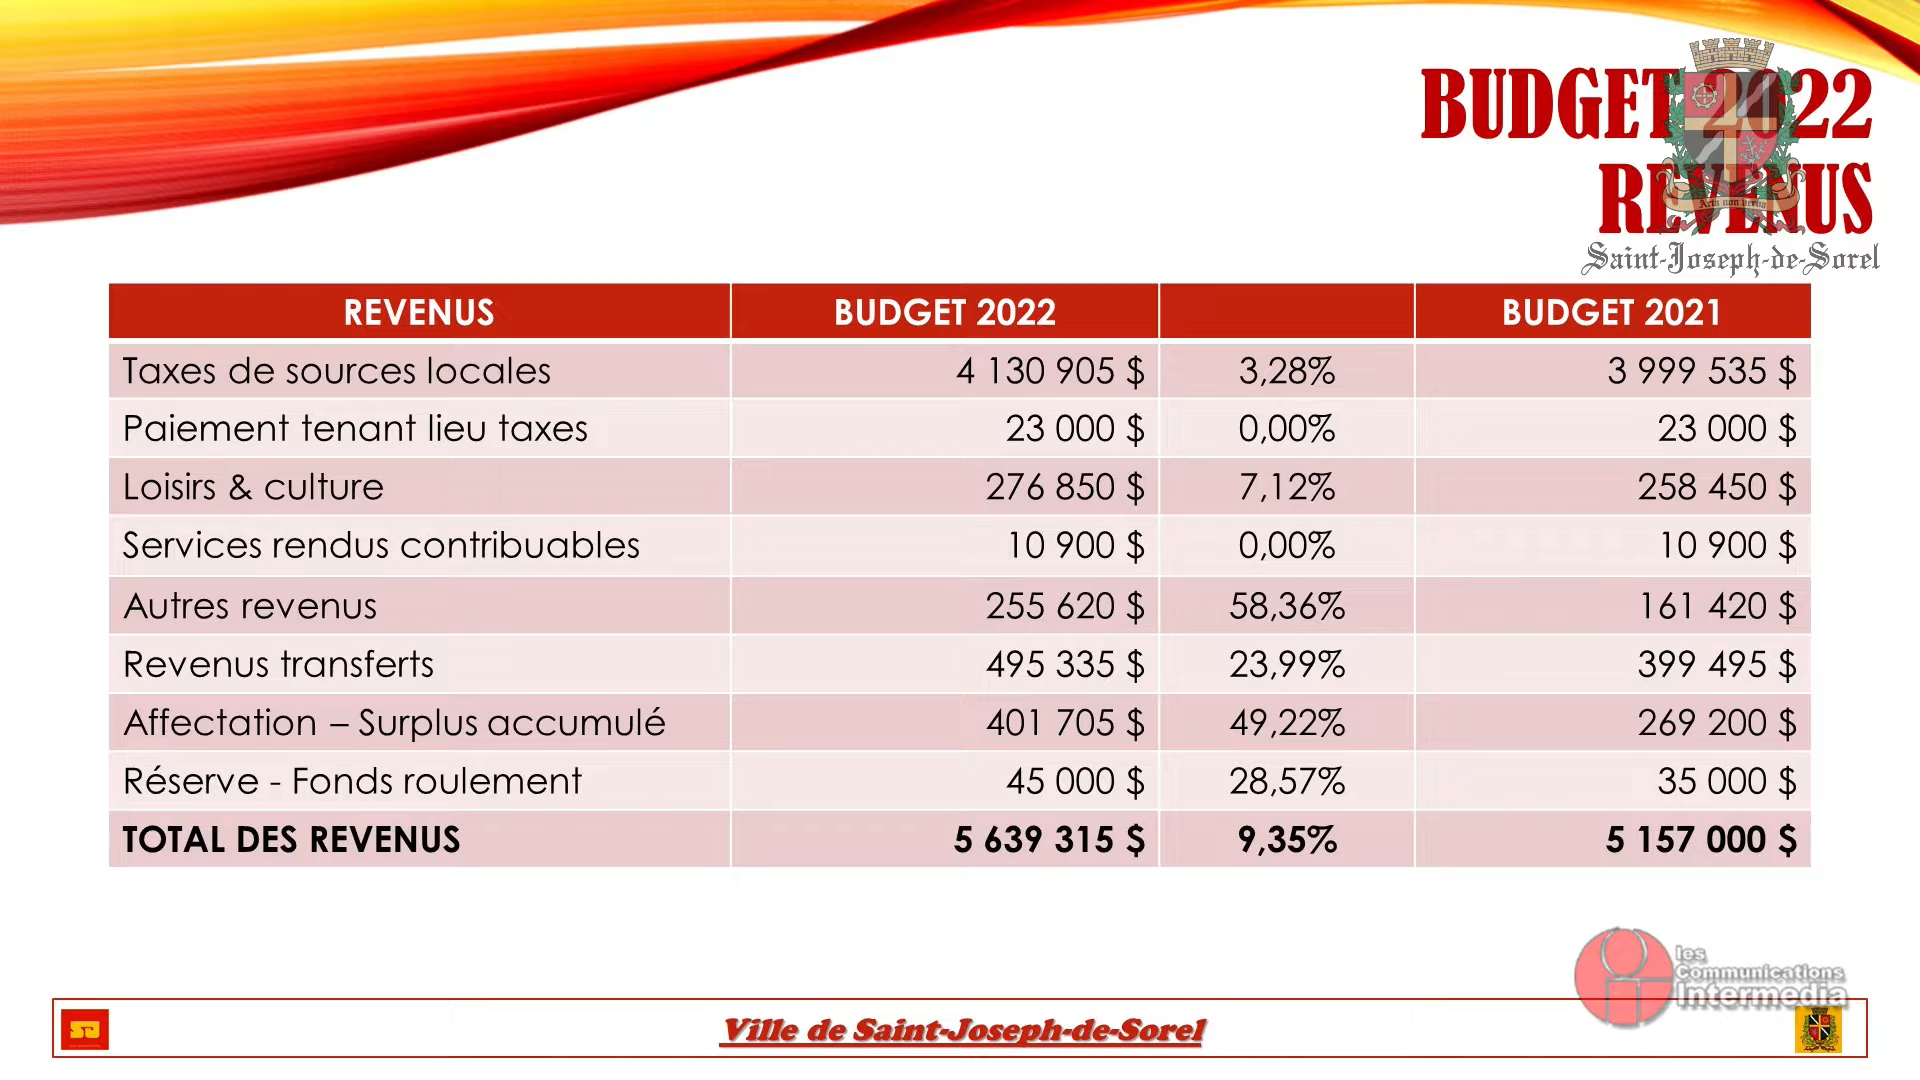 BUDGET 2022
REVENUS
Acta non verba
Saint-Joseph-de-Sorel
REVENUS BUDGET 2022 BUDGET 2021
Taxes de sources locales 4 130 905 $ 3,28% 3 999 535 $
Paiement tenant lieu taxes 23 000 $ 0,00% 23 000 $
Loisirs & culture 276 850 $ 7,12% 258 450 $
Services rendus contribuables 10 900 $ 0,00% 10 900 $
Autres revenus 255 620 $ 58,36% 161 420 $
Revenus transferts 495 335 $ 23,99% 399 495 $
Affectation – Surplus accumulé 401 705 $ 49,22% 269 200 $
Réserve - Fonds roulement 45 000 $ 28,57% 35 000 $
TOTAL DES REVENUS 5 639 315 $ 9,35% 5 157 000 $
les
Communications
Intermedia
Ville de Saint-Joseph-de-Sorel